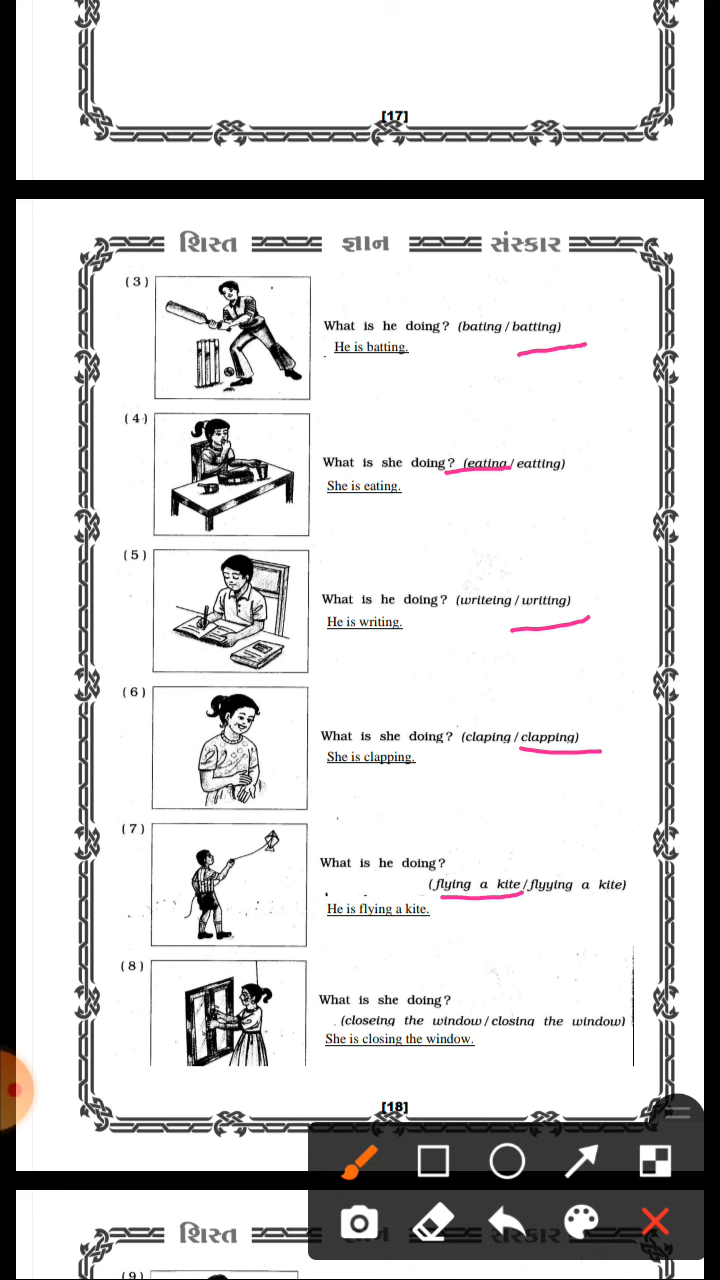 [17]
શિસ્ત જ્ઞાન સંસ્કાર
(3)
What is he doing? (bating / batting)
He is batting.
(4)
What is she doing? (eating / eatting)
She is eating.
(5)
What is he doing? (writeing / writing)
He is writing.
(6)
What is she doing? (claping / clapping)
She is clapping.
(7)
What is he doing?
(flying a kite / flyying a kite)
He is flying a kite.
(8)
What is she doing?
(closeing the window / closing the window)
She is closing the window.
[18]
શિસ્ત સંસ્કાર
(9)